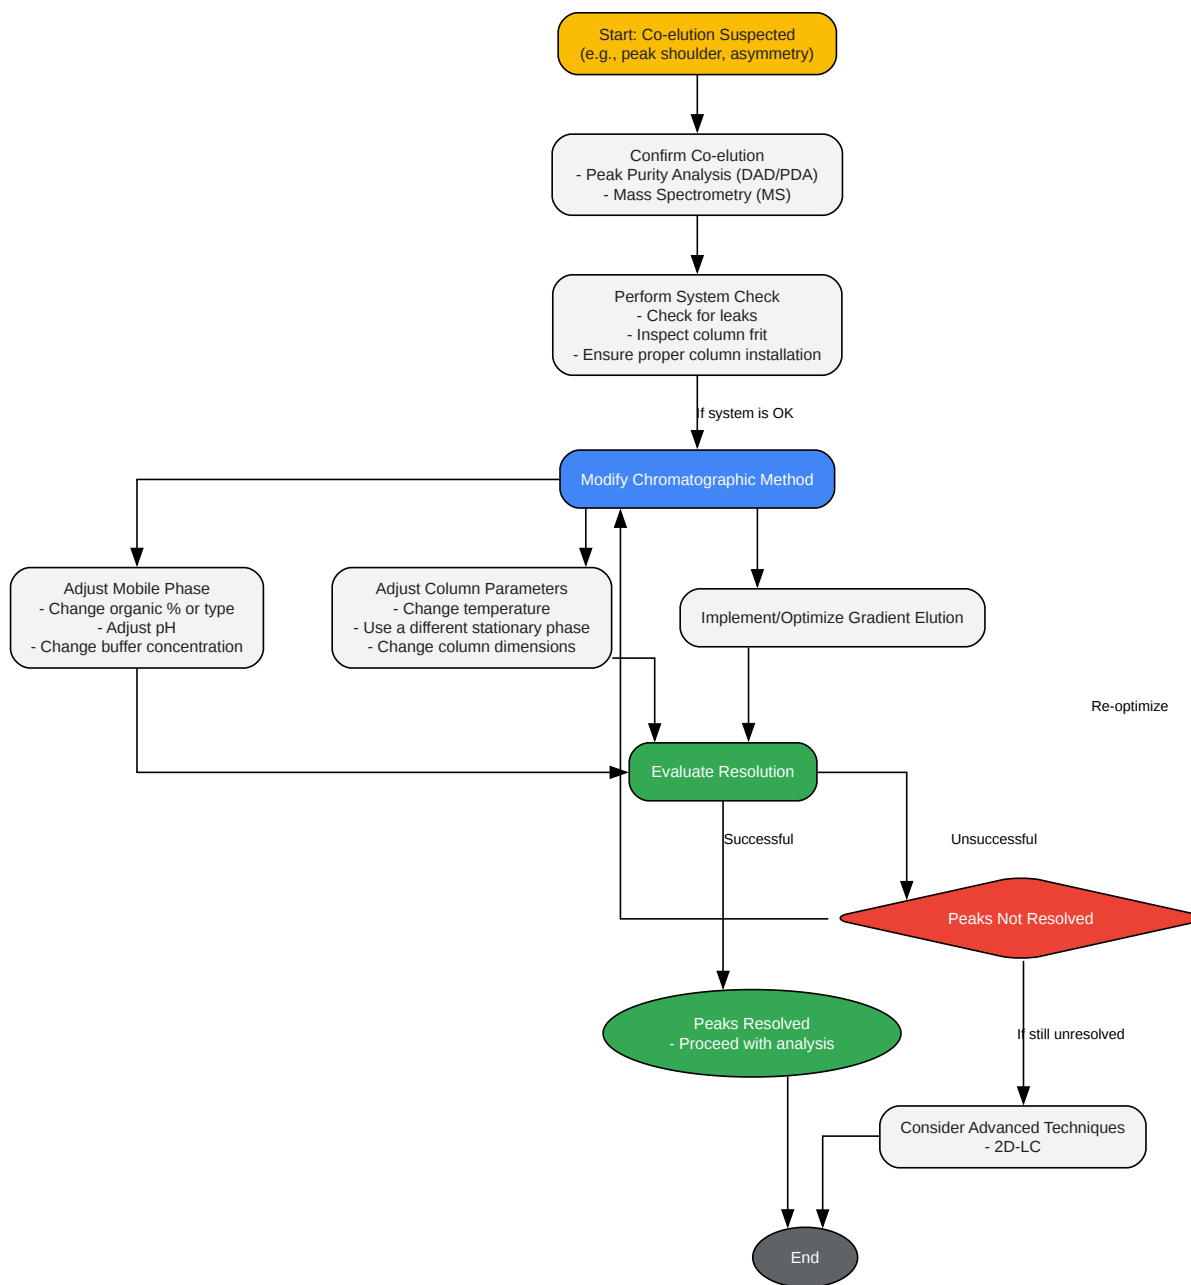 Start: Co-elution Suspected
(e.g., peak shoulder, asymmetry)
Confirm Co-elution
- Peak Purity Analysis (DAD/PDA)
- Mass Spectrometry (MS)
Perform System Check
- Check for leaks
- Inspect column frit
- Ensure proper column installation
If system is OK
Modify Chromatographic Method
Adjust Mobile Phase
- Change organic % or type
- Adjust pH
- Change buffer concentration
Adjust Column Parameters
- Change temperature
- Use a different stationary phase
- Change column dimensions
Implement/Optimize Gradient Elution
Re-optimize
Evaluate Resolution
Successful
Unsuccessful
Peaks Not Resolved
Peaks Resolved
- Proceed with analysis
If still unresolved
Consider Advanced Techniques
- 2D-LC
End